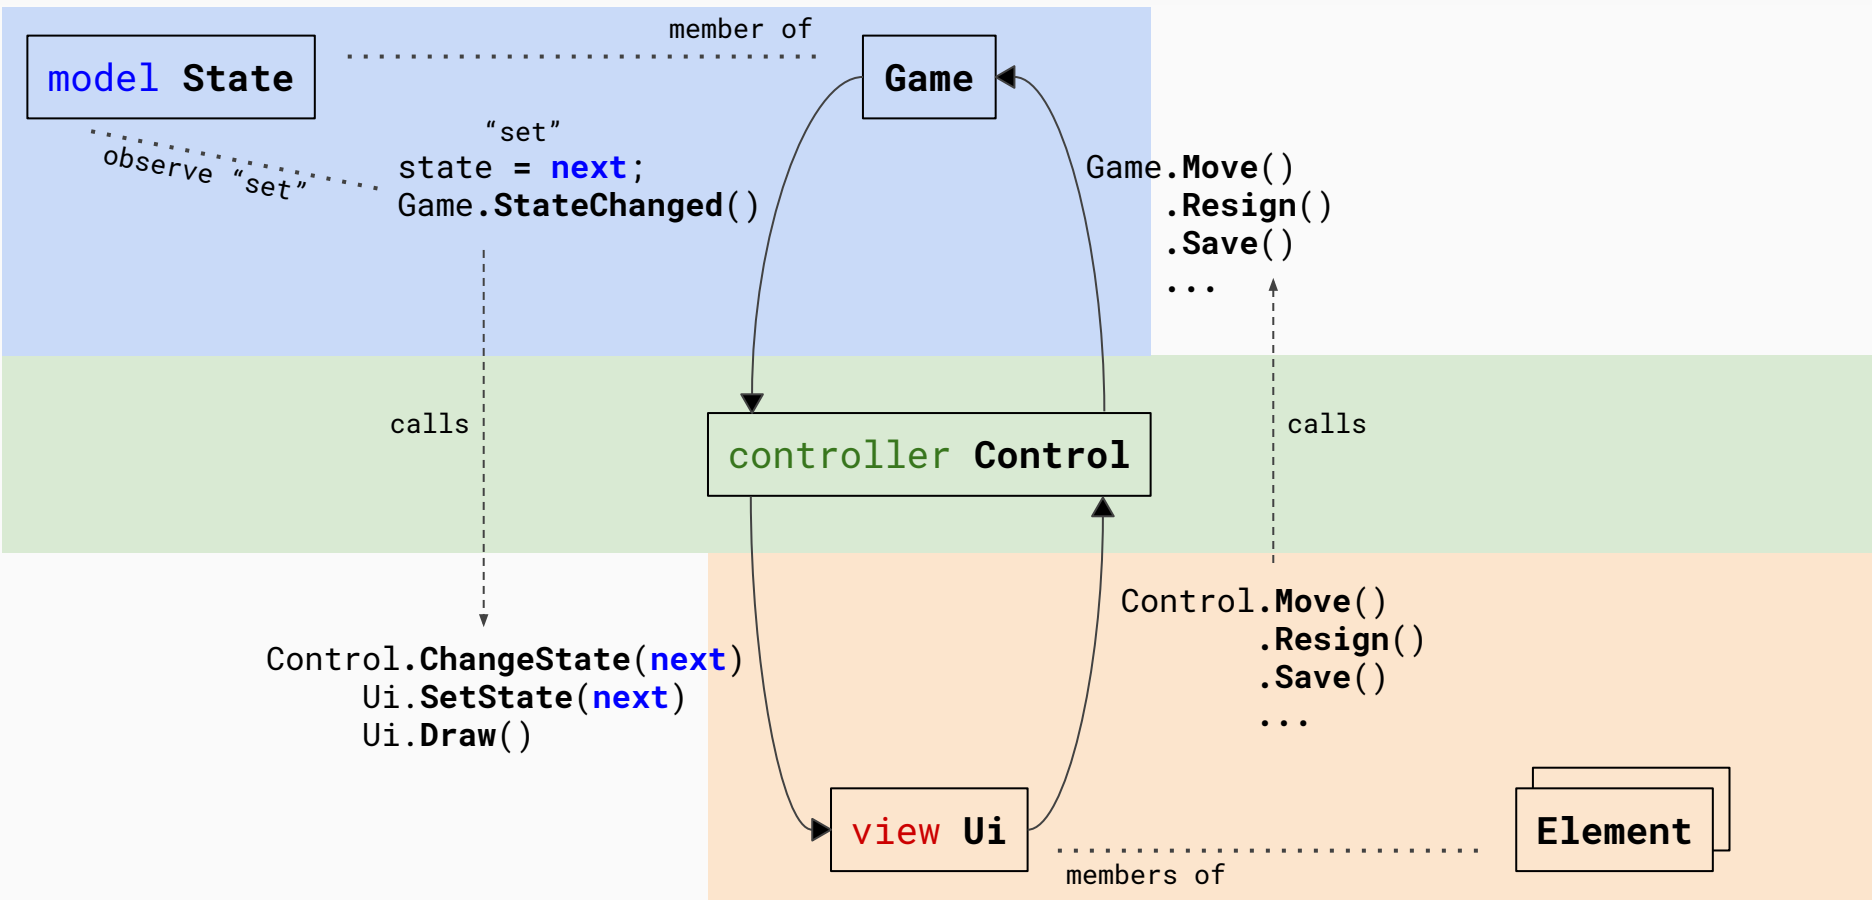 member of
model State
Game
observe “set”
“set”
state = next;
Game.StateChanged()
Game.Move()
.Resign()
.Save()
...
calls
controller Control
calls
Control.ChangeState(next)
Ui.SetState(next)
Ui.Draw()
Control.Move()
.Resign()
.Save()
...
view Ui
members of
Element